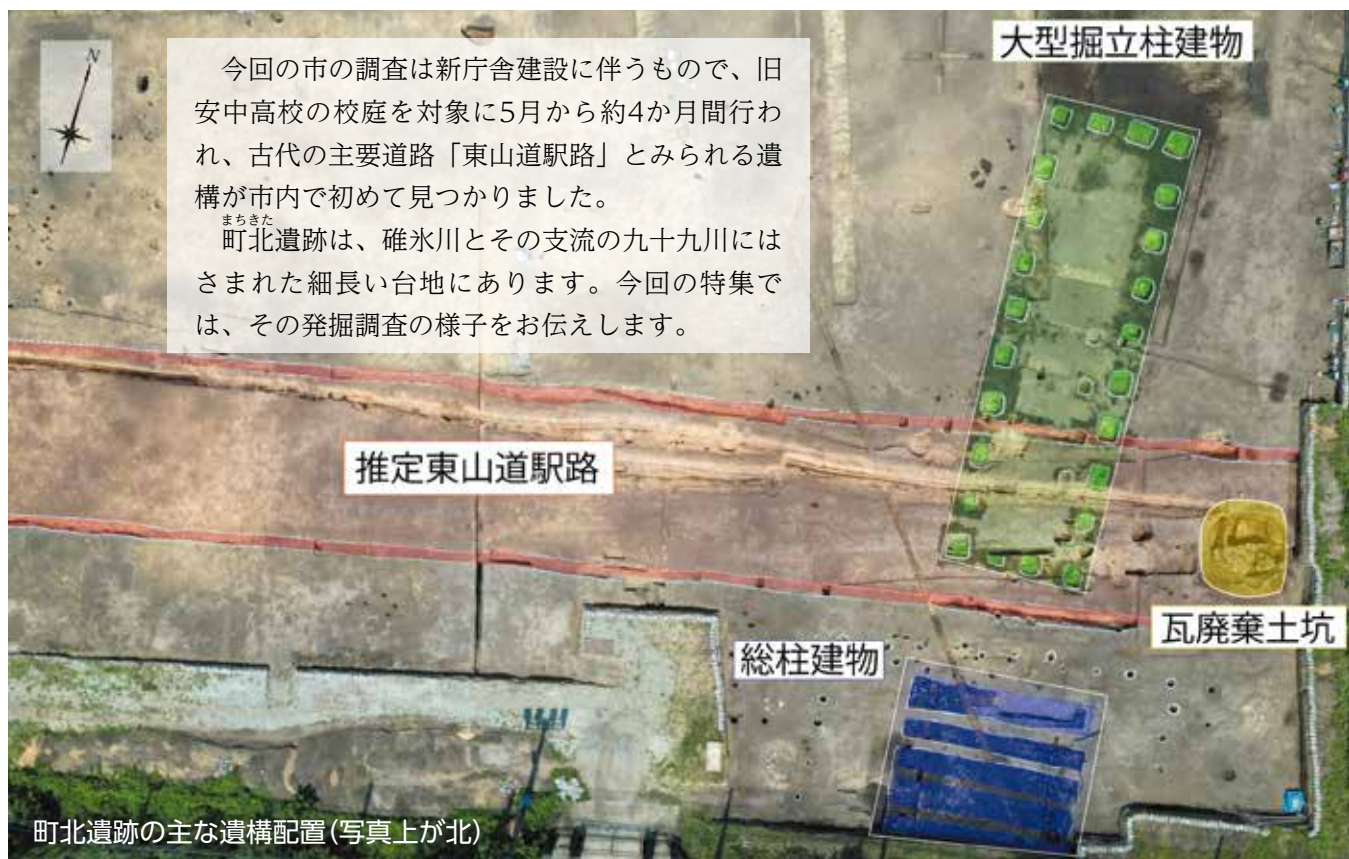 N
大型掘立柱建物
今回の市の調査は新庁舎建設に伴うもので、旧
安中高校の校庭を対象に5月から約4か月間行わ
れ、古代の主要道路「東山道駅路」とみられる遺
構が市内で初めて見つかりました。
まちきた
町北遺跡は、碓氷川とその支流の九十九川には
さまれた細長い台地にあります。今回の特集で
は、その発掘調査の様子をお伝えします。
推定東山道駅路
瓦廃棄土坑
総柱建物
町北遺跡の主な遺構配置(写真上が北)